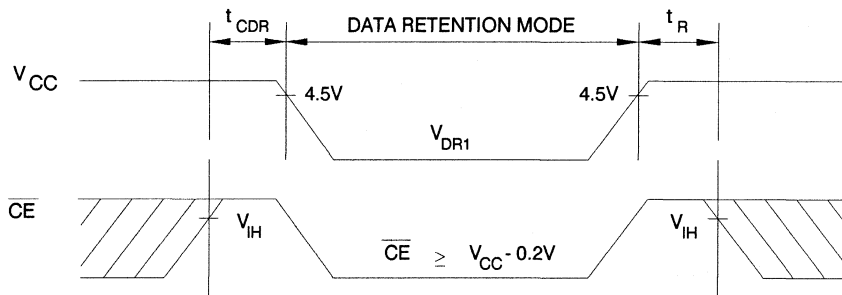 t CDR DATA RETENTION MODE t R
V CC 4.5V 4.5V
V DR1
CE V IH V IH
CE ≥ V CC - 0.2V